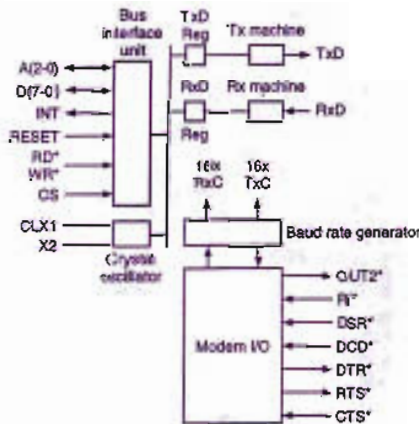 Bus
interface
unit
TxD
Reg
Tx machine
TxD
RxD
Reg
Rx machine
RxD
A(2-0)
D(7-0)
INT
RESET
RD*
WR*
CS
CLX1
X2
Crystal
oscillator
16x
RxC
16x
TxC
Baud rate generator
Modem I/O
OUT2*
RI*
DSR*
DCD*
DTR*
RTS*
CTS*